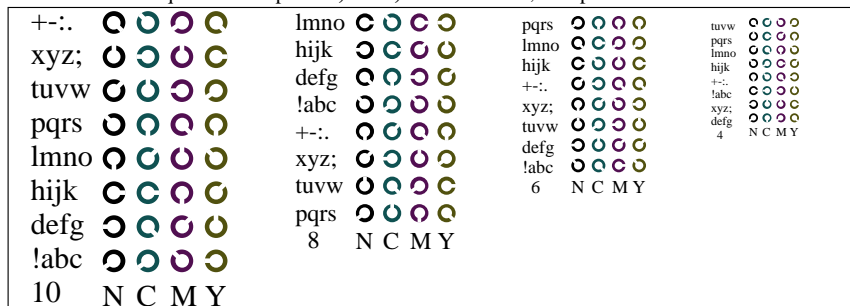 +-:.
xyz;
tuvw
pqrs
lmno
hijk
defg
!abc
10 N C M Y
lmno
hijk
defg
!abc
+-:.
xyz;
tuvw
pqrs
8 N C M Y
pqrs
lmno
hijk
+-:.
xyz;
tuvw
defg
!abc
6 N C M Y
tuvw
pqrs
lmno
hijk
+-:.
!abc
xyz;
defg
4 N C M Y